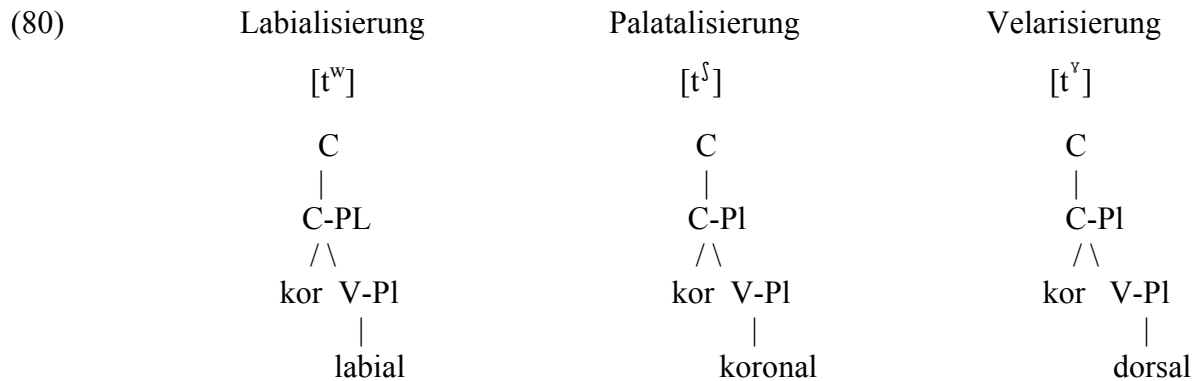 (80) Labialisierung Palatalisierung Velarisierung
[tʷ] [tᶴ] [tˠ]
C C C
| | |
C-PL C-Pl C-Pl
/ \ / \ / \
kor V-Pl kor V-Pl kor V-Pl
| | |
labial koronal dorsal